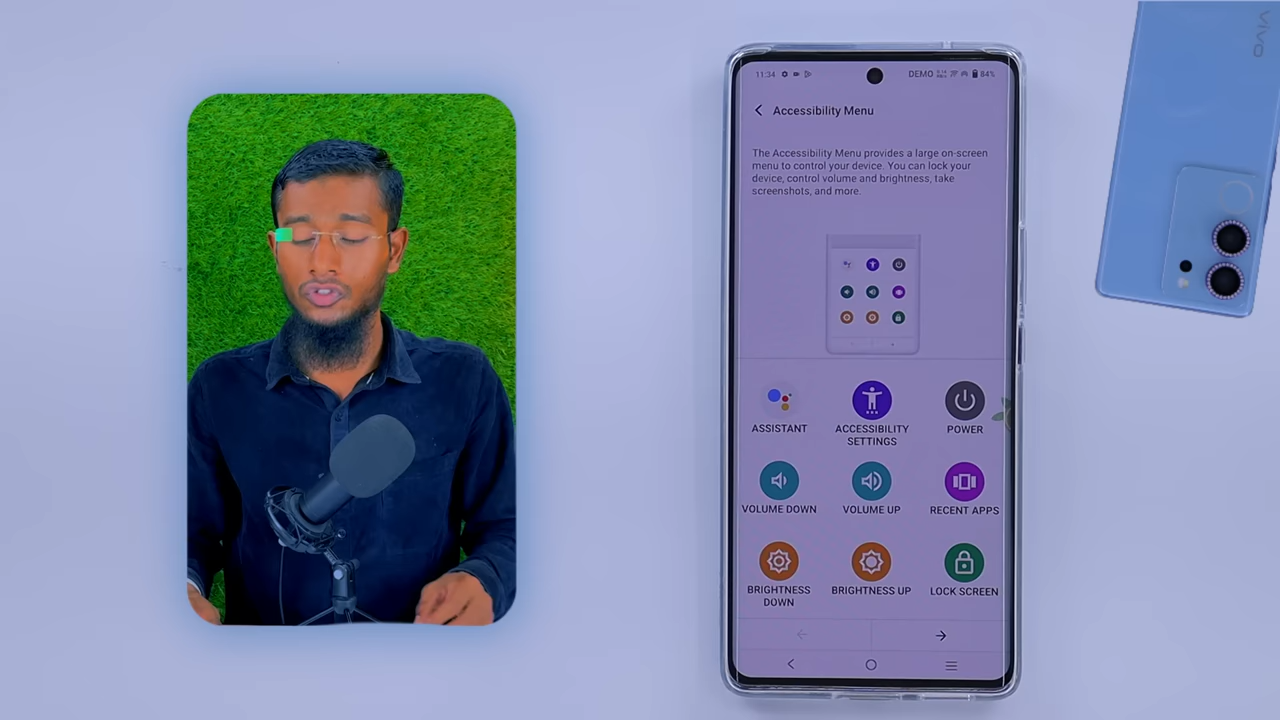 vivo
11:34
DEMO
84%
Accessibility Menu
The Accessibility Menu provides a large on-screen
menu to control your device. You can lock your
device, control volume and brightness, take
screenshots, and more.
ASSISTANT
ACCESSIBILITY
SETTINGS
POWER
VOLUME DOWN
VOLUME UP
RECENT APPS
BRIGHTNESS
DOWN
BRIGHTNESS UP
LOCK SCREEN